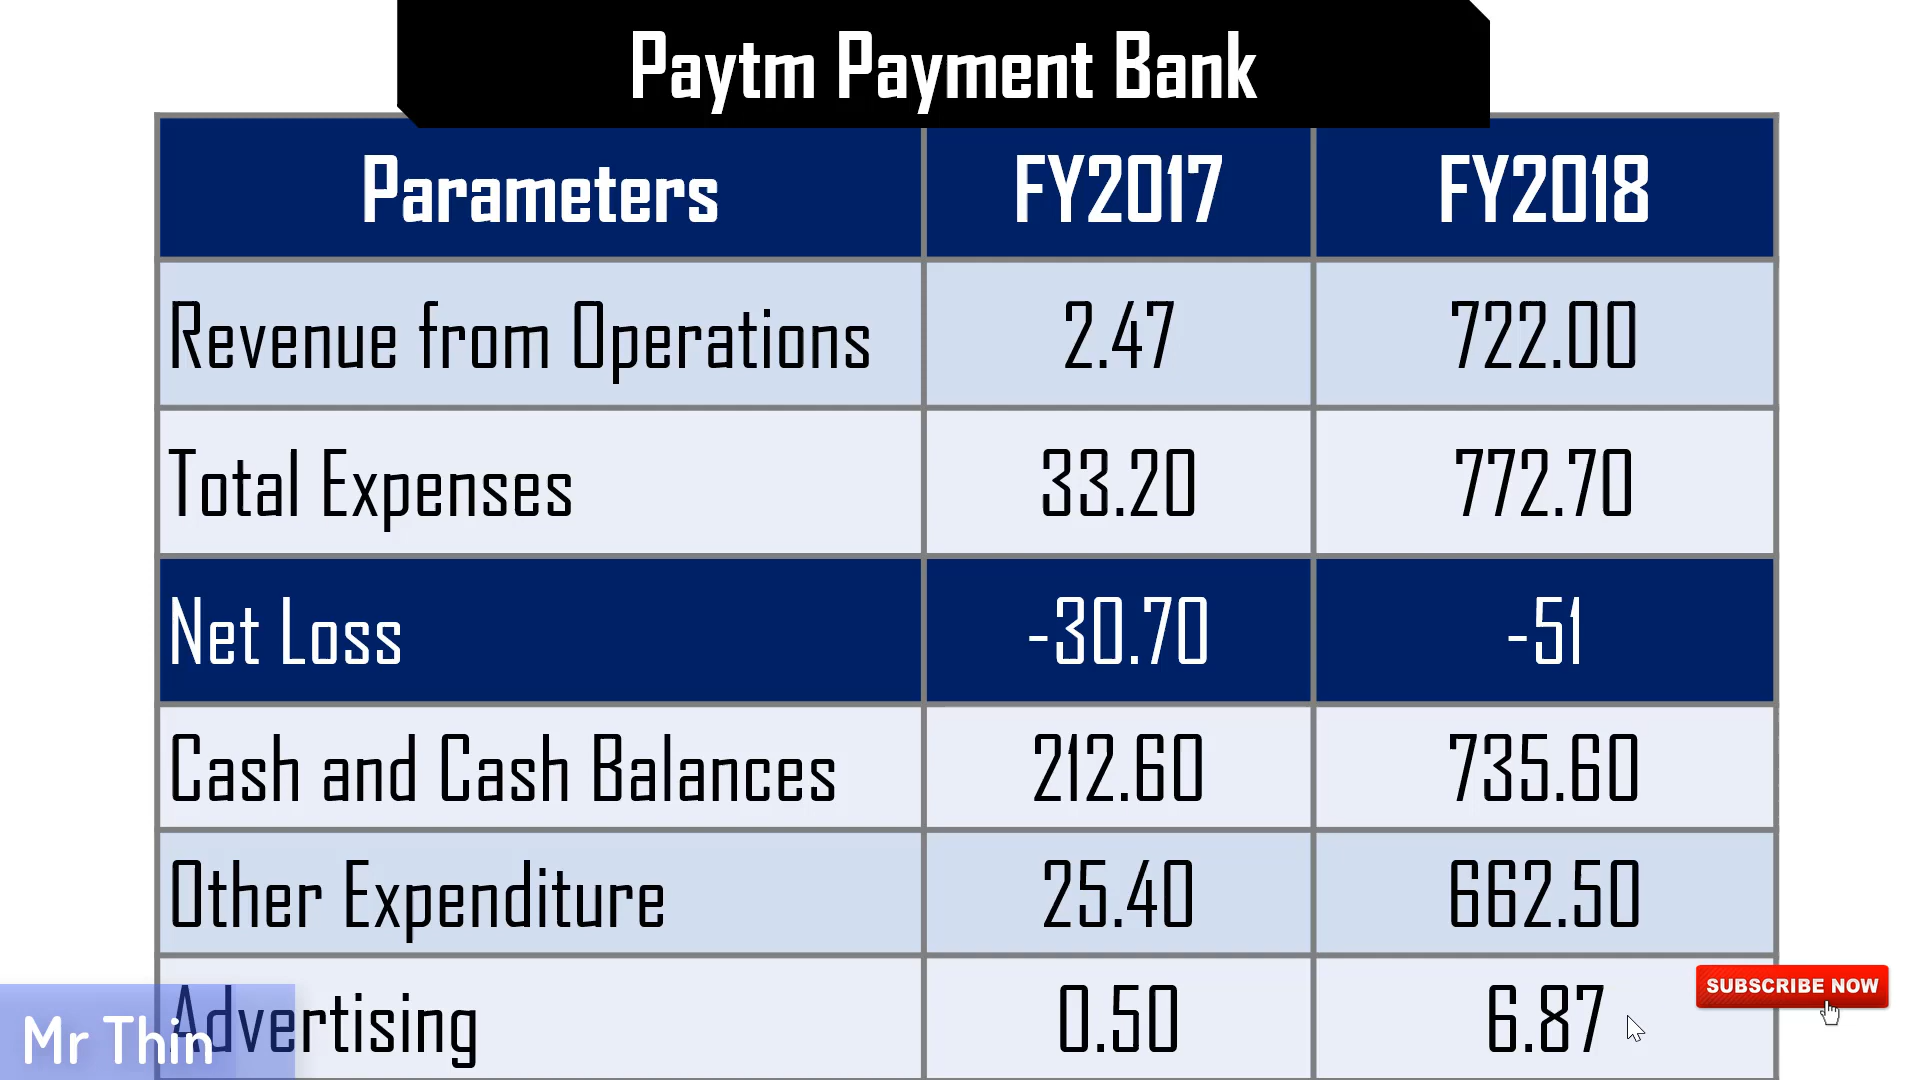 Paytm Payment Bank
Parameters FY2017 FY2018
Revenue from Operations 2.47 722.00
Total Expenses 33.20 772.70
Net Loss -30.70 -51
Cash and Cash Balances 212.60 735.60
Other Expenditure 25.40 662.50
Advertising 0.50 6.87
SUBSCRIBE NOW
Mr Thin